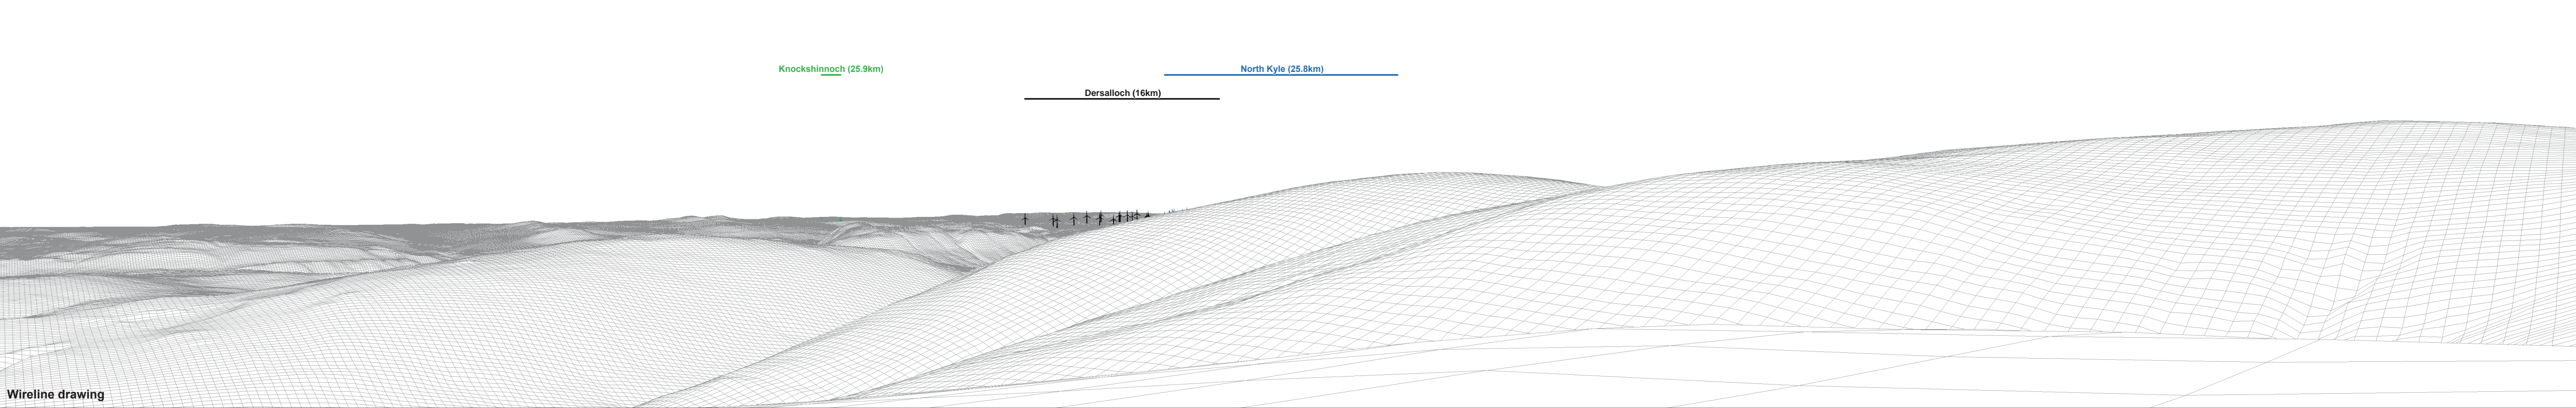 Knockshinnoch (25.9km)
North Kyle (25.8km)
Dersalloch (16km)
Wireline drawing